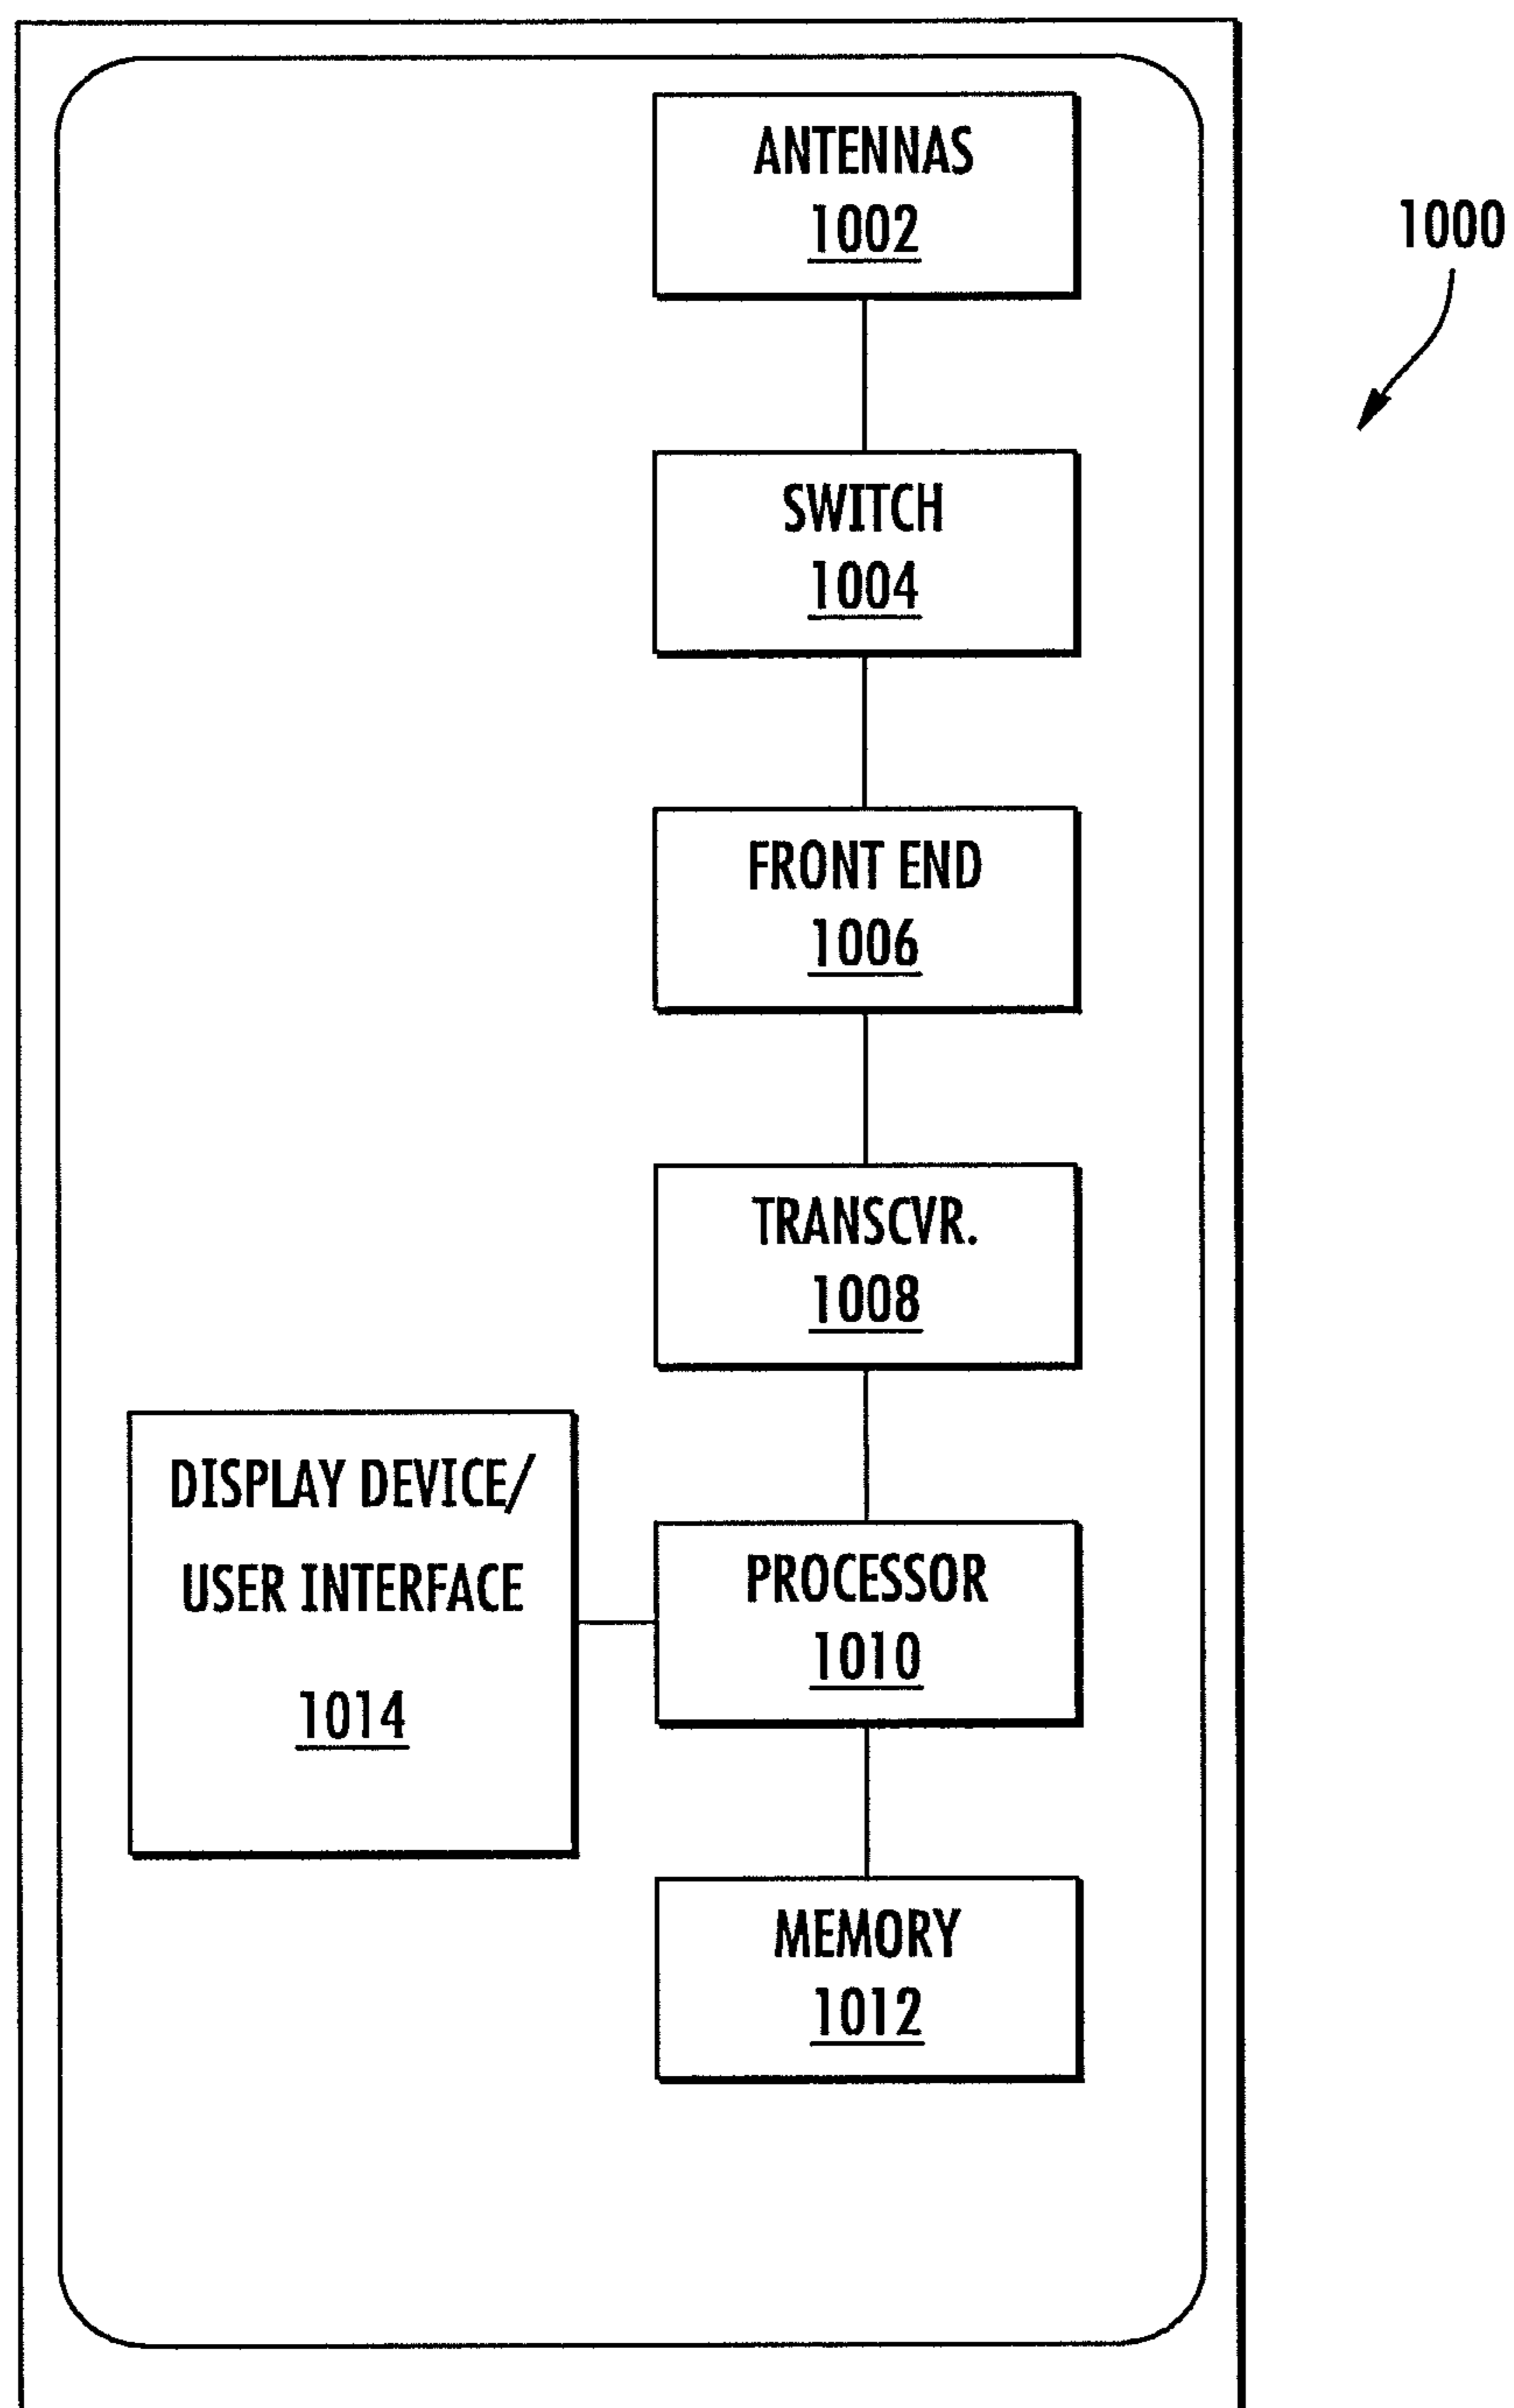 ANTENNAS
1002
1000
SWITCH
1004
FRONT END
1006
TRANSCVR.
1008
DISPLAY DEVICE/
USER INTERFACE
1014
PROCESSOR
1010
MEMORY
1012